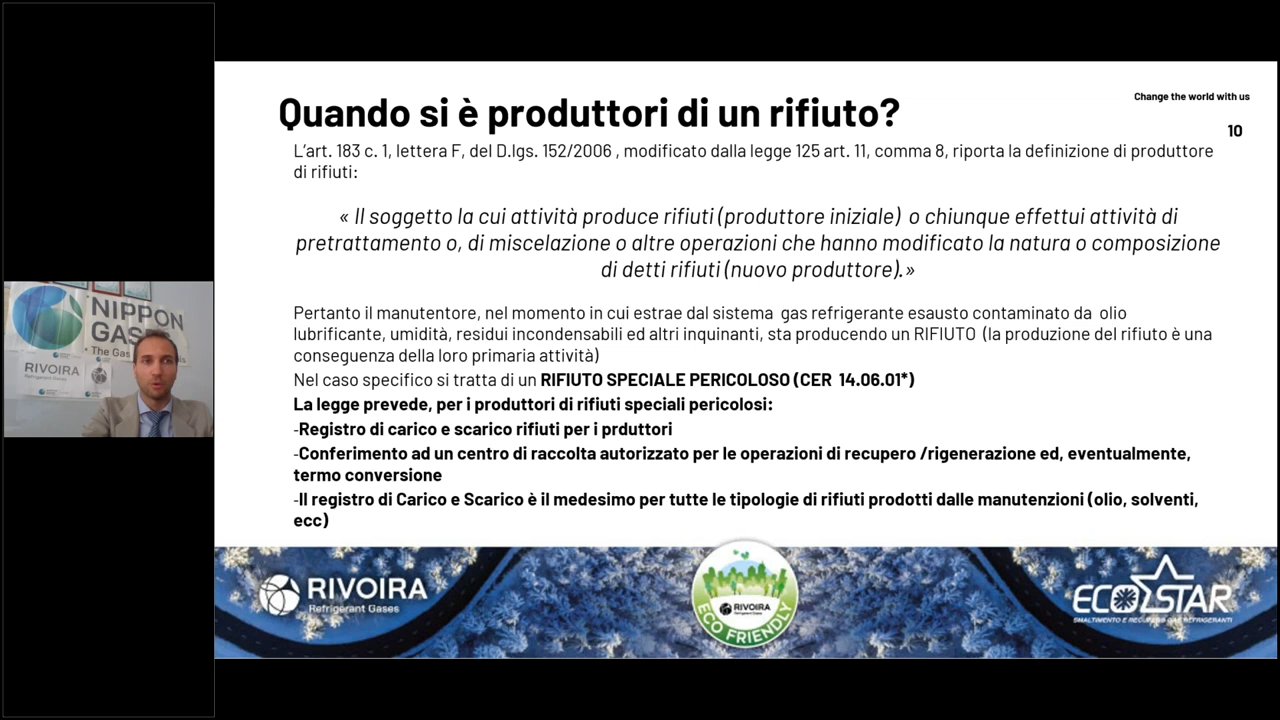 Quando si è produttori di un rifiuto?
Change the world with us
10
L'art. 183 c. 1, lettera F, del D.lgs. 152/2006 , modificato dalla legge 125 art. 11, comma 8, riporta la definizione di produttore
di rifiuti:
« Il soggetto la cui attività produce rifiuti (produttore iniziale) o chiunque effettui attività di
pretrattamento o, di miscelazione o altre operazioni che hanno modificato la natura o composizione
di detti rifiuti (nuovo produttore).»
Pertanto il manutentore, nel momento in cui estrae dal sistema gas refrigerante esausto contaminato da olio
lubrificante, umidità, residui incondensabili ed altri inquinanti, sta producendo un RIFIUTO (la produzione del rifiuto è una
conseguenza della loro primaria attività)
Nel caso specifico si tratta di un RIFIUTO SPECIALE PERICOLOSO (CER 14.06.01*)
La legge prevede, per i produttori di rifiuti speciali pericolosi:
-Registro di carico e scarico rifiuti per i prduttori
-Conferimento ad un centro di raccolta autorizzato per le operazioni di recupero /rigenerazione ed, eventualmente,
termo conversione
-Il registro di Carico e Scarico è il medesimo per tutte le tipologie di rifiuti prodotti dalle manutenzioni (olio, solventi,
ecc)
NIPPON
GASES
The Gas
RIVOIRA
Refrigerant Gases
RIVOIRA
Refrigerant Gases
RIVOIRA
ECO FRIENDLY
ECOSTAR
SMALTIMENTO E RECUPERO GAS REFRIGERANTI